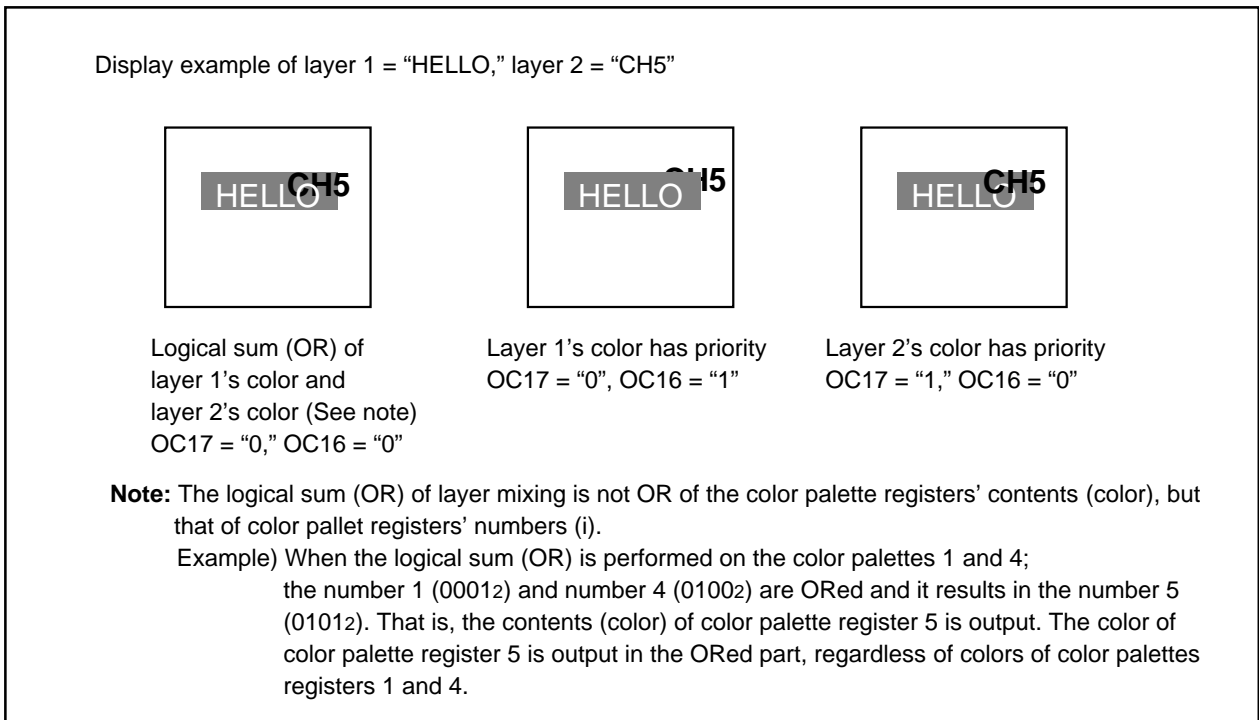 Display example of layer 1 = “HELLO,” layer 2 = “CH5”
HELLO CH5
HELLO H5
HELLO CH5
Logical sum (OR) of
layer 1’s color and
layer 2’s color (See note)
OC17 = “0,” OC16 = “0”
Layer 1’s color has priority
OC17 = “0”, OC16 = “1”
Layer 2’s color has priority
OC17 = “1,” OC16 = “0”
Note: The logical sum (OR) of layer mixing is not OR of the color palette registers’ contents (color), but
that of color pallet registers’ numbers (i).
Example) When the logical sum (OR) is performed on the color palettes 1 and 4;
the number 1 (00012) and number 4 (01002) are ORed and it results in the number 5
(01012). That is, the contents (color) of color palette register 5 is output. The color of
color palette register 5 is output in the ORed part, regardless of colors of color palettes
registers 1 and 4.